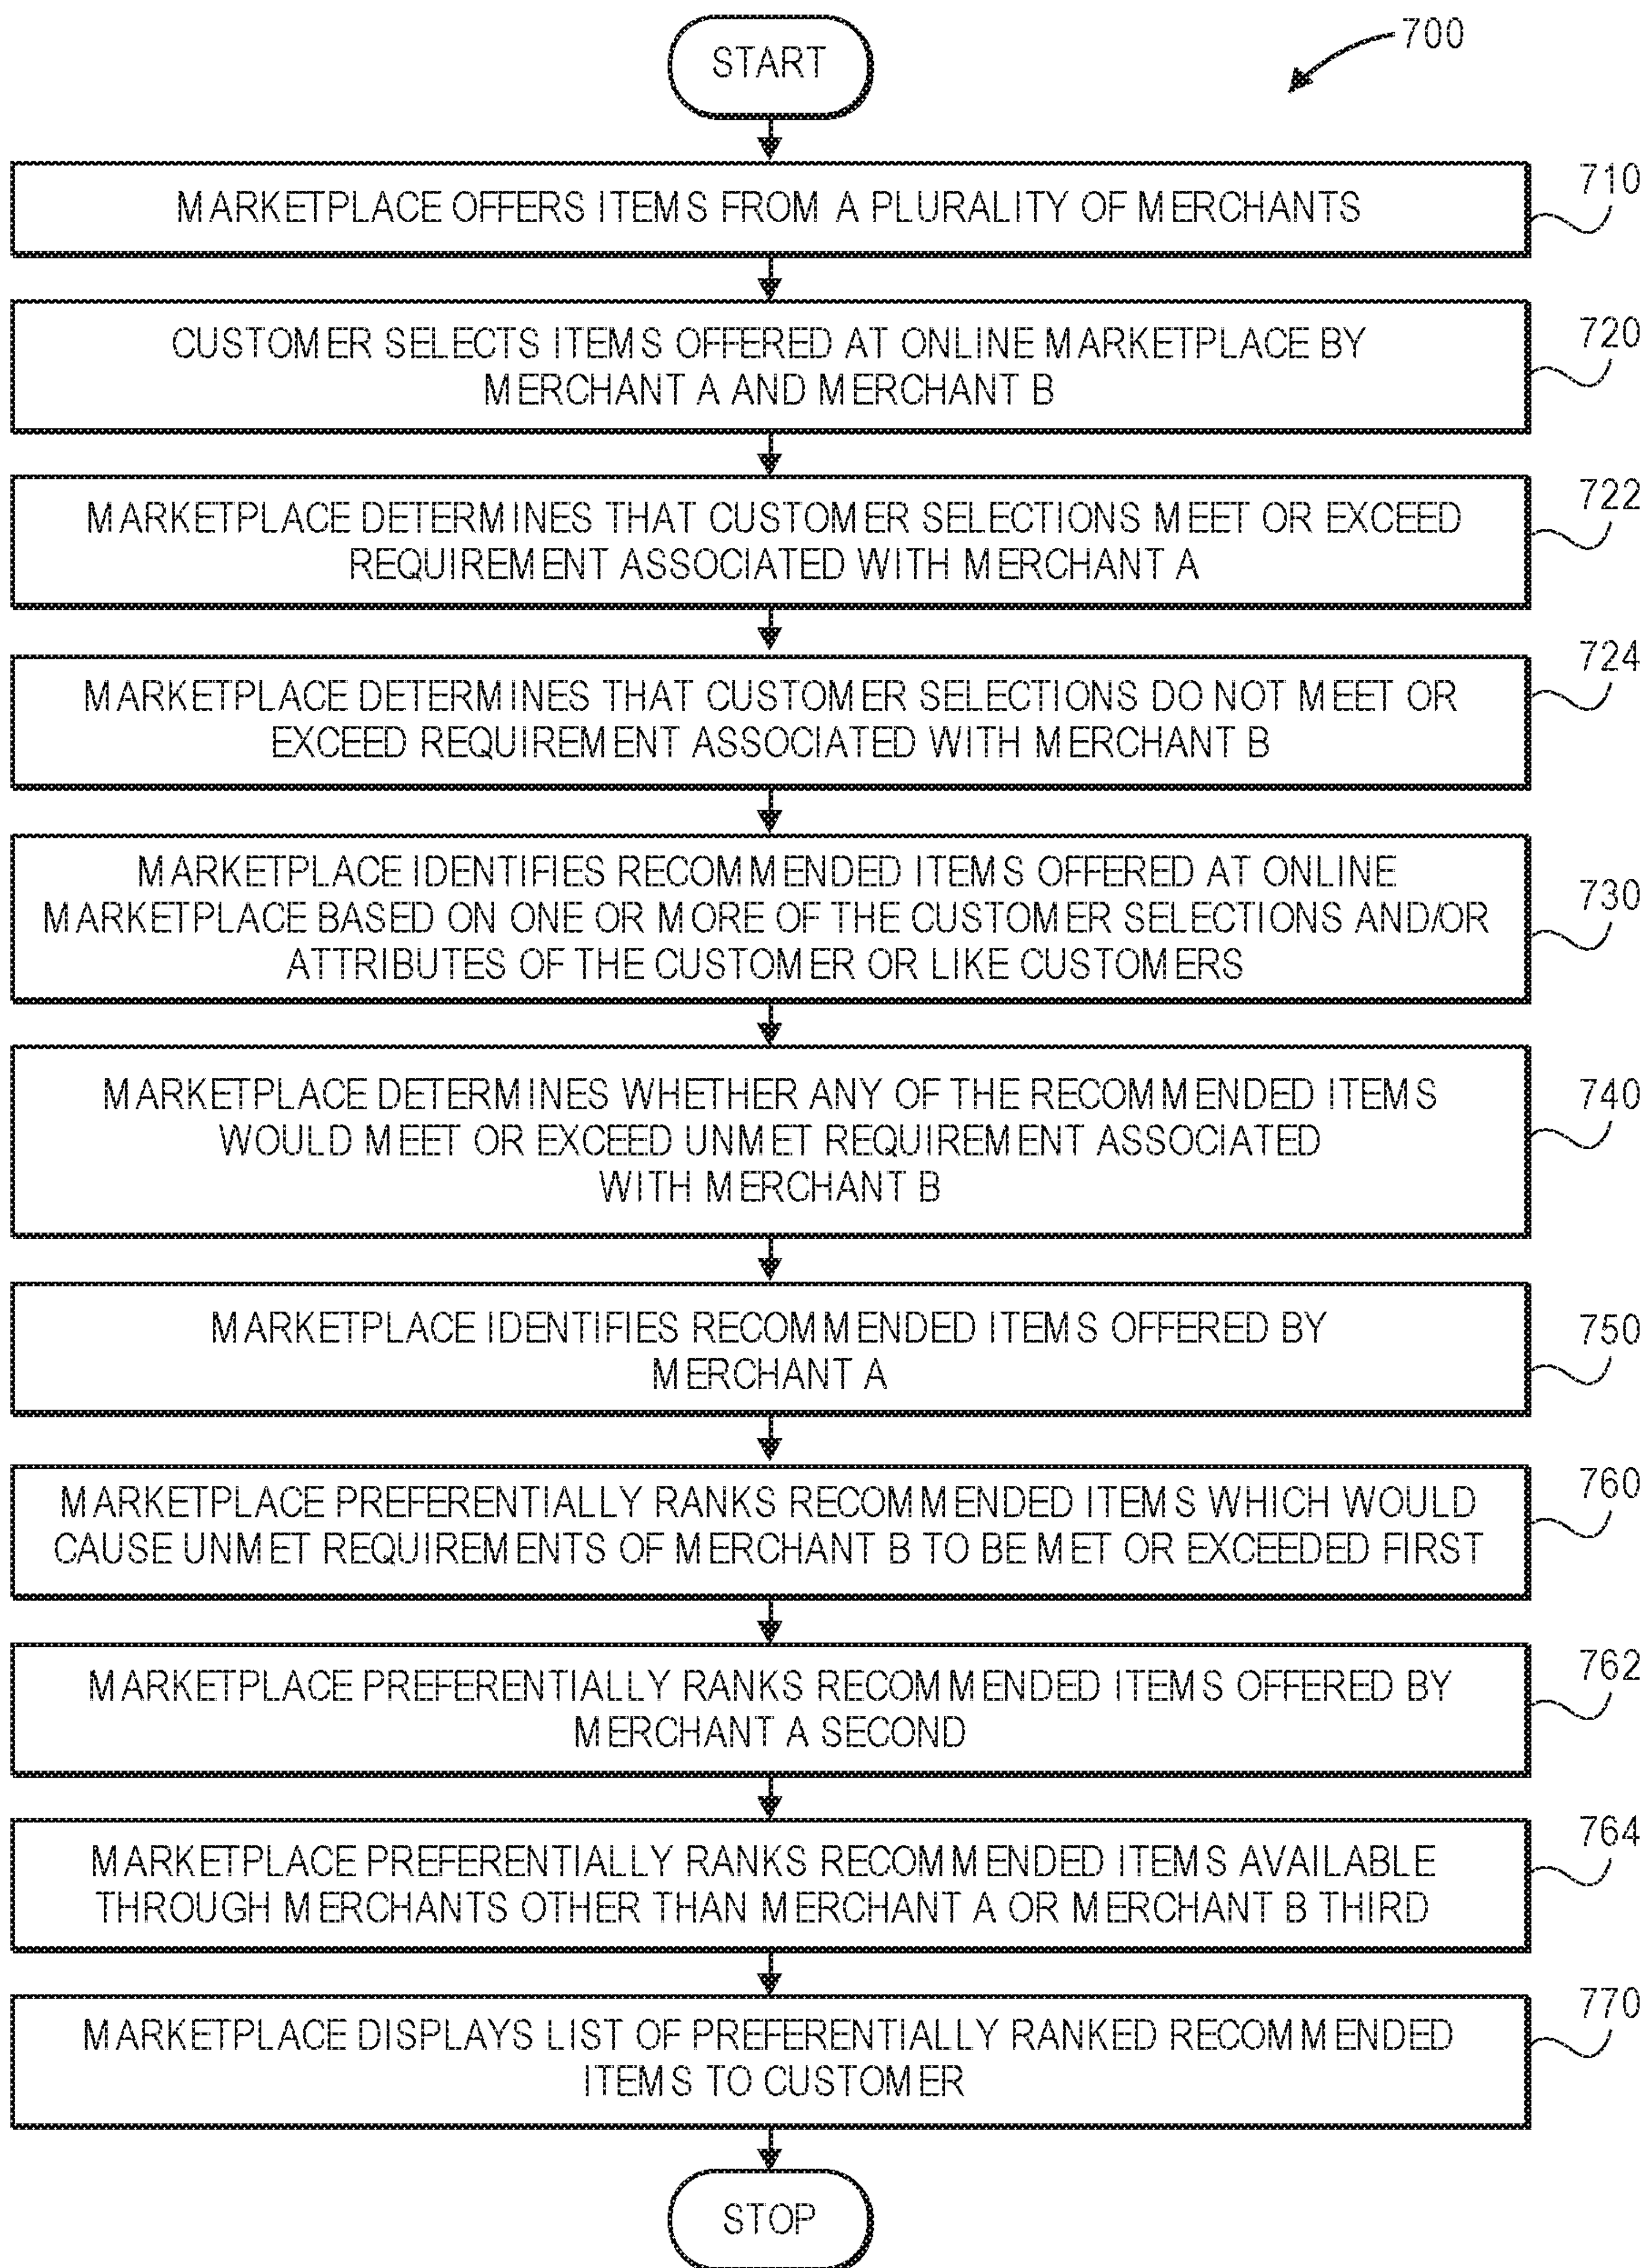 START
700
MARKETPLACE OFFERS ITEMS FROM A PLURALITY OF MERCHANTS
710
CUSTOMER SELECTS ITEMS OFFERED AT ONLINE MARKETPLACE BY
MERCHANT A AND MERCHANT B
720
MARKETPLACE DETERMINES THAT CUSTOMER SELECTIONS MEET OR EXCEED
REQUIREMENT ASSOCIATED WITH MERCHANT A
722
MARKETPLACE DETERMINES THAT CUSTOMER SELECTIONS DO NOT MEET OR
EXCEED REQUIREMENT ASSOCIATED WITH MERCHANT B
724
MARKETPLACE IDENTIFIES RECOMMENDED ITEMS OFFERED AT ONLINE
MARKETPLACE BASED ON ONE OR MORE OF THE CUSTOMER SELECTIONS AND/OR
ATTRIBUTES OF THE CUSTOMER OR LIKE CUSTOMERS
730
MARKETPLACE DETERMINES WHETHER ANY OF THE RECOMMENDED ITEMS
WOULD MEET OR EXCEED UNMET REQUIREMENT ASSOCIATED
WITH MERCHANT B
740
MARKETPLACE IDENTIFIES RECOMMENDED ITEMS OFFERED BY
MERCHANT A
750
MARKETPLACE PREFERENTIALLY RANKS RECOMMENDED ITEMS WHICH WOULD
CAUSE UNMET REQUIREMENTS OF MERCHANT B TO BE MET OR EXCEEDED FIRST
760
MARKETPLACE PREFERENTIALLY RANKS RECOMMENDED ITEMS OFFERED BY
MERCHANT A SECOND
762
MARKETPLACE PREFERENTIALLY RANKS RECOMMENDED ITEMS AVAILABLE
THROUGH MERCHANTS OTHER THAN MERCHANT A OR MERCHANT B THIRD
764
MARKETPLACE DISPLAYS LIST OF PREFERENTIALLY RANKED RECOMMENDED
ITEMS TO CUSTOMER
770
STOP